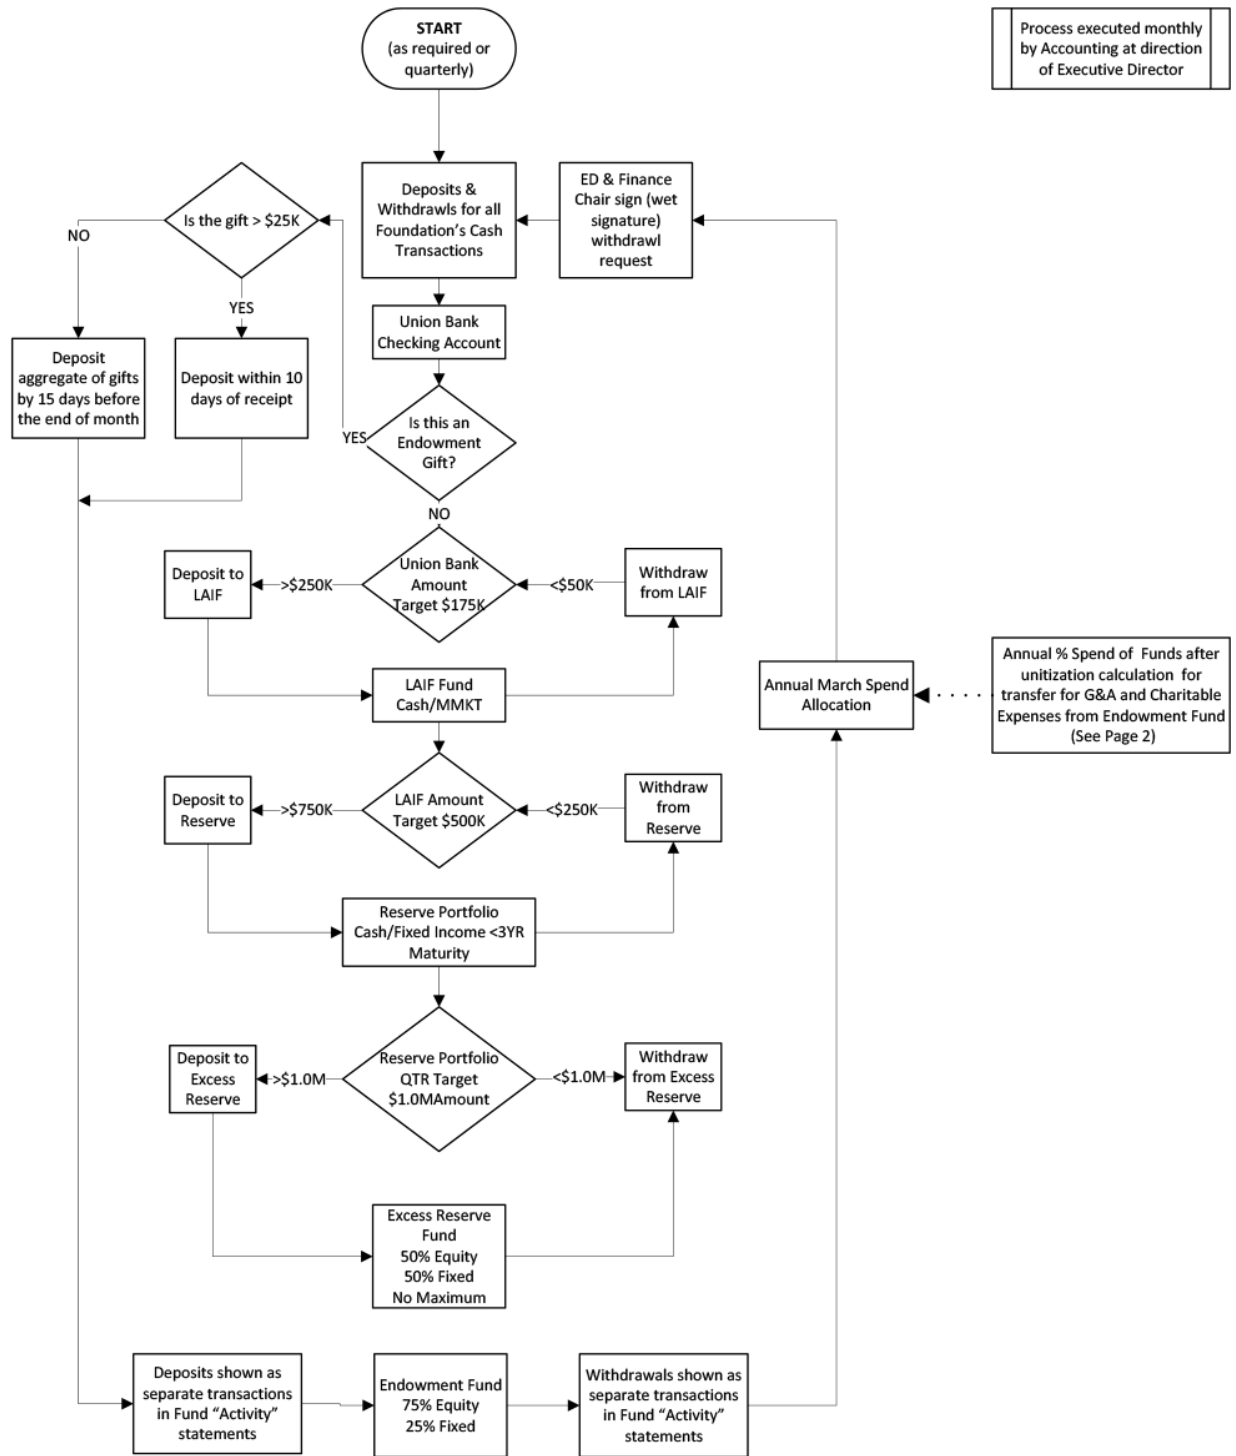 START
(as required or
quarterly)
Process executed monthly
by Accounting at direction
of Executive Director
Is the gift > $25K
Deposits &
Withdrawls for all
Foundation's Cash
Transactions
ED & Finance
Chair sign (wet
signature)
withdrawl
request
NO
YES
Union Bank
Checking Account
Deposit
aggregate of gifts
by 15 days before
the end of month
Deposit within 10
days of receipt
YES
Is this an
Endowment
Gift?
NO
Deposit to
LAIF
>$250K
Union Bank
Amount
Target $175K
<$50K
Withdraw
from LAIF
LAIF Fund
Cash/MMKT
Annual March Spend
Allocation
Annual % Spend of Funds after
unitization calculation for
transfer for G&A and Charitable
Expenses from Endowment Fund
(See Page 2)
Deposit to
Reserve
>$750K
LAIF Amount
Target $500K
<$250K
Withdraw
from
Reserve
Reserve Portfolio
Cash/Fixed Income <3YR
Maturity
Deposit to
Excess
Reserve
>$1.0M
Reserve Portfolio
QTR Target
$1.0MAmount
<$1.0M
Withdraw
from Excess
Reserve
Excess Reserve
Fund
50% Equity
50% Fixed
No Maximum
Deposits shown as
separate transactions
in Fund "Activity"
statements
Endowment Fund
75% Equity
25% Fixed
Withdrawals shown as
separate transactions
in Fund "Activity"
statements